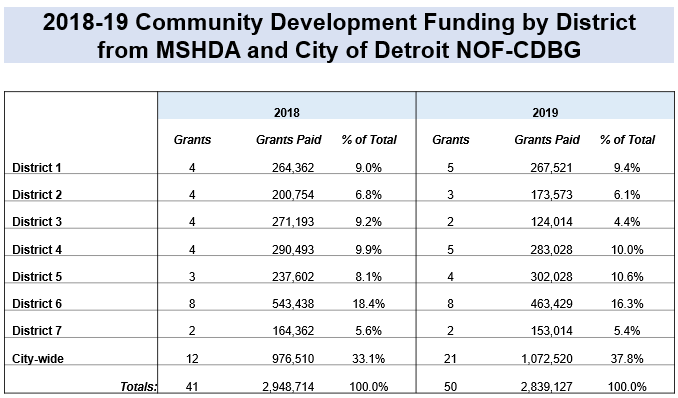 2018-19 Community Development Funding by District
from MSHDA and City of Detroit NOF-CDBG
2018 2019
Grants Grants Paid % of Total Grants Grants Paid % of Total
District 1 4 264,362 9.0% 5 267,521 9.4%
District 2 4 200,754 6.8% 3 173,573 6.1%
District 3 4 271,193 9.2% 2 124,014 4.4%
District 4 4 290,493 9.9% 5 283,028 10.0%
District 5 3 237,602 8.1% 4 302,028 10.6%
District 6 8 543,438 18.4% 8 463,429 16.3%
District 7 2 164,362 5.6% 2 153,014 5.4%
City-wide 12 976,510 33.1% 21 1,072,520 37.8%
Totals: 41 2,948,714 100.0% 50 2,839,127 100.0%